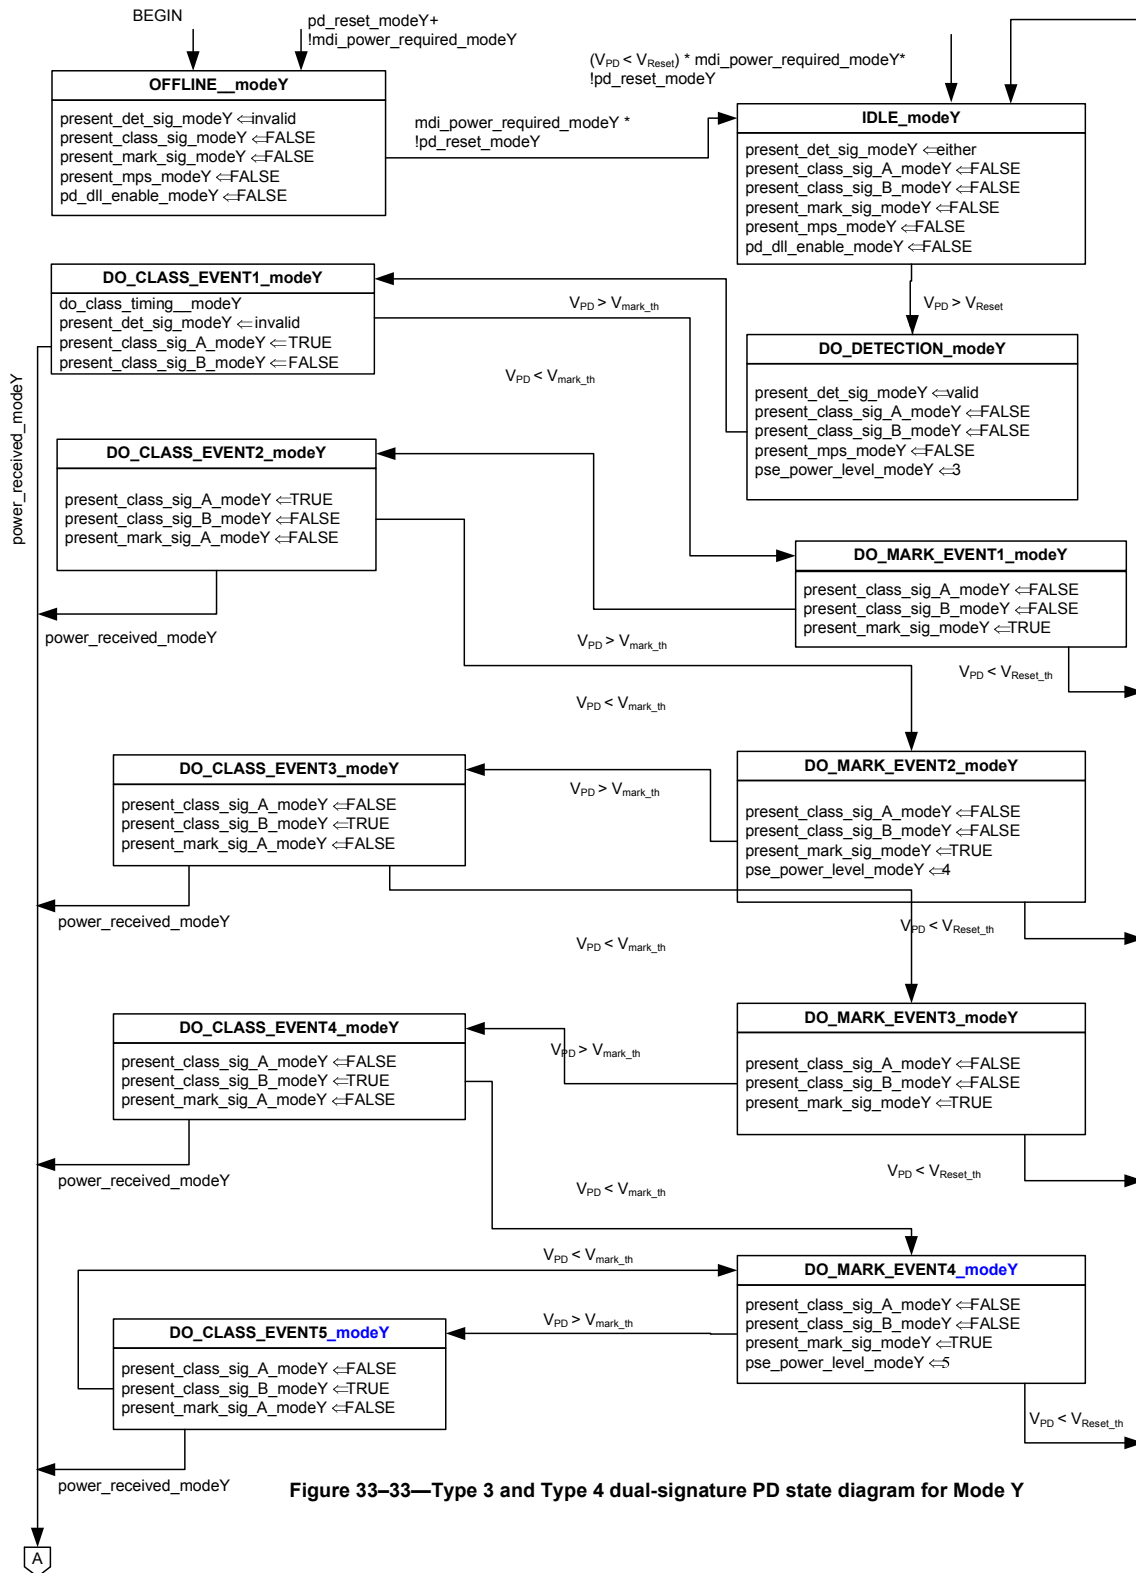 BEGIN
pd_reset_modeY+
!mdi_power_required_modeY
(VPD < VReset) * mdi_power_required_modeY*
!pd_reset_modeY
OFFLINE__modeY
present_det_sig_modeY ⇐invalid
present_class_sig_modeY ⇐FALSE
present_mark_sig_modeY ⇐FALSE
present_mps_modeY ⇐FALSE
pd_dll_enable_modeY ⇐FALSE
mdi_power_required_modeY *
!pd_reset_modeY
IDLE_modeY
present_det_sig_modeY ⇐either
present_class_sig_A_modeY ⇐FALSE
present_class_sig_B_modeY ⇐FALSE
present_mark_sig_modeY ⇐FALSE
present_mps_modeY ⇐FALSE
pd_dll_enable_modeY ⇐FALSE
DO_CLASS_EVENT1_modeY
do_class_timing__modeY
present_det_sig_modeY ⇐ invalid
present_class_sig_A_modeY ⇐ TRUE
present_class_sig_B_modeY ⇐ FALSE
VPD > Vmark_th
VPD > VReset
VPD < Vmark_th
DO_DETECTION_modeY
present_det_sig_modeY ⇐valid
present_class_sig_A_modeY ⇐FALSE
present_class_sig_B_modeY ⇐FALSE
present_mps_modeY ⇐FALSE
pse_power_level_modeY ⇐3
power_received_modeY
DO_CLASS_EVENT2_modeY
present_class_sig_A_modeY ⇐TRUE
present_class_sig_B_modeY ⇐FALSE
present_mark_sig_A_modeY ⇐FALSE
power_received_modeY
DO_MARK_EVENT1_modeY
present_class_sig_A_modeY ⇐FALSE
present_class_sig_B_modeY ⇐FALSE
present_mark_sig_modeY ⇐TRUE
VPD > Vmark_th
VPD < VReset_th
VPD < Vmark_th
DO_CLASS_EVENT3_modeY
present_class_sig_A_modeY ⇐FALSE
present_class_sig_B_modeY ⇐TRUE
present_mark_sig_A_modeY ⇐FALSE
VPD > Vmark_th
DO_MARK_EVENT2_modeY
present_class_sig_A_modeY ⇐FALSE
present_class_sig_B_modeY ⇐FALSE
present_mark_sig_modeY ⇐TRUE
pse_power_level_modeY ⇐4
power_received_modeY
VPD < VReset_th
VPD < Vmark_th
DO_CLASS_EVENT4_modeY
present_class_sig_A_modeY ⇐FALSE
present_class_sig_B_modeY ⇐TRUE
present_mark_sig_A_modeY ⇐FALSE
VPD > Vmark_th
DO_MARK_EVENT3_modeY
present_class_sig_A_modeY ⇐FALSE
present_class_sig_B_modeY ⇐FALSE
present_mark_sig_modeY ⇐TRUE
power_received_modeY
VPD < VReset_th
VPD < Vmark_th
VPD < Vmark_th
DO_MARK_EVENT4_modeY
present_class_sig_A_modeY ⇐FALSE
present_class_sig_B_modeY ⇐FALSE
present_mark_sig_modeY ⇐TRUE
pse_power_level_modeY ⇐5
VPD > Vmark_th
DO_CLASS_EVENT5_modeY
present_class_sig_A_modeY ⇐FALSE
present_class_sig_B_modeY ⇐TRUE
present_mark_sig_A_modeY ⇐FALSE
VPD < VReset_th
power_received_modeY
Figure 33–33—Type 3 and Type 4 dual-signature PD state diagram for Mode Y
A